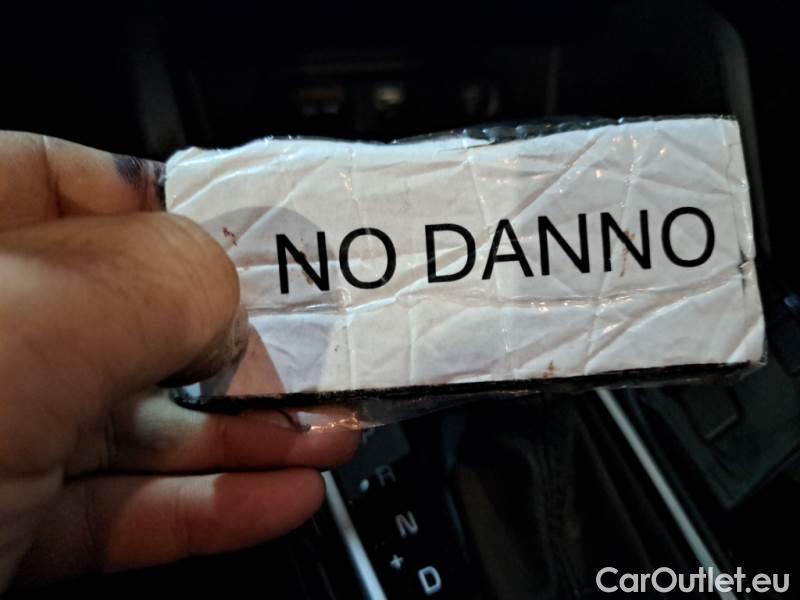 NO DANNO
R
N
+ D
CarOutlet.eu